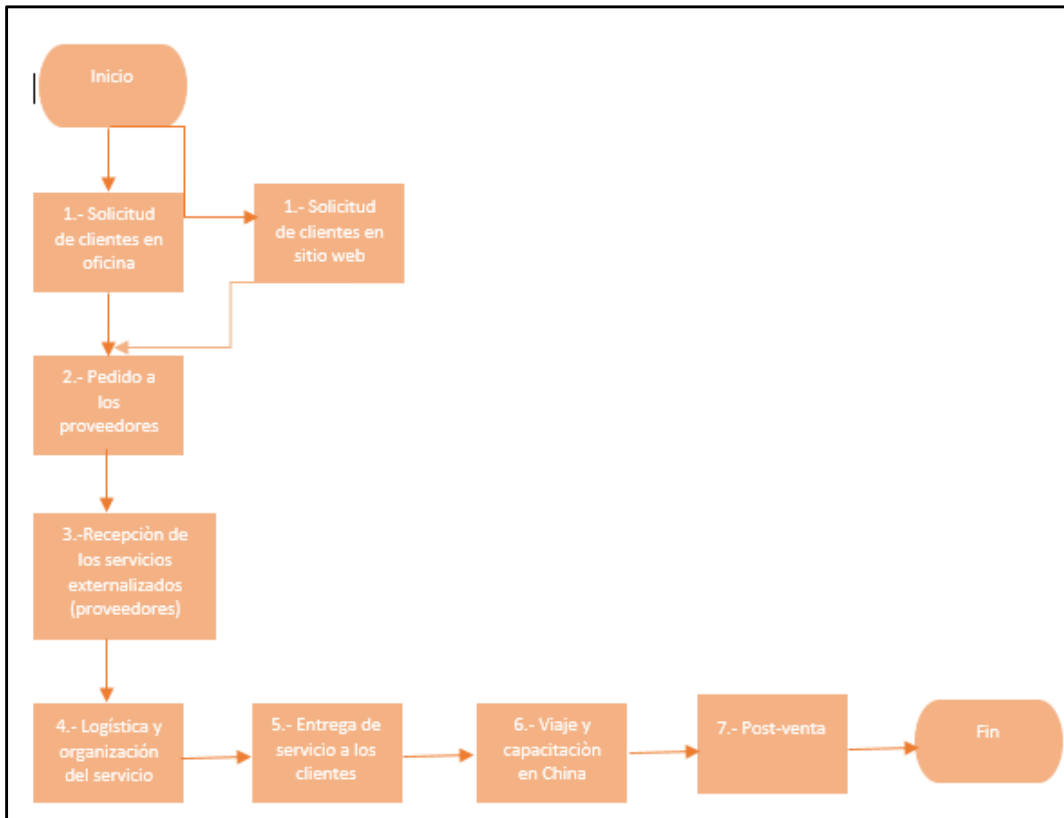 Inicio
1.- Solicitud
de clientes en
oficina
1.- Solicitud
de clientes en
sitio web
2.- Pedido a
los
proveedores
3.-Recepciòn de
los servicios
externalizados
(proveedores)
4.- Logística y
organización
del servicio
5.- Entrega de
servicio a los
clientes
6.- Viaje y
capacitaciòn
en China
7.- Post-venta
Fin